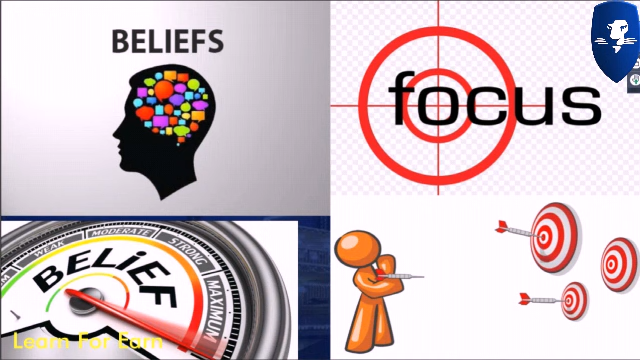 BELIEFS
focus
WEAK
MODERATE
STRONG
MAXIMUM
BELiEF
Learn For Earn